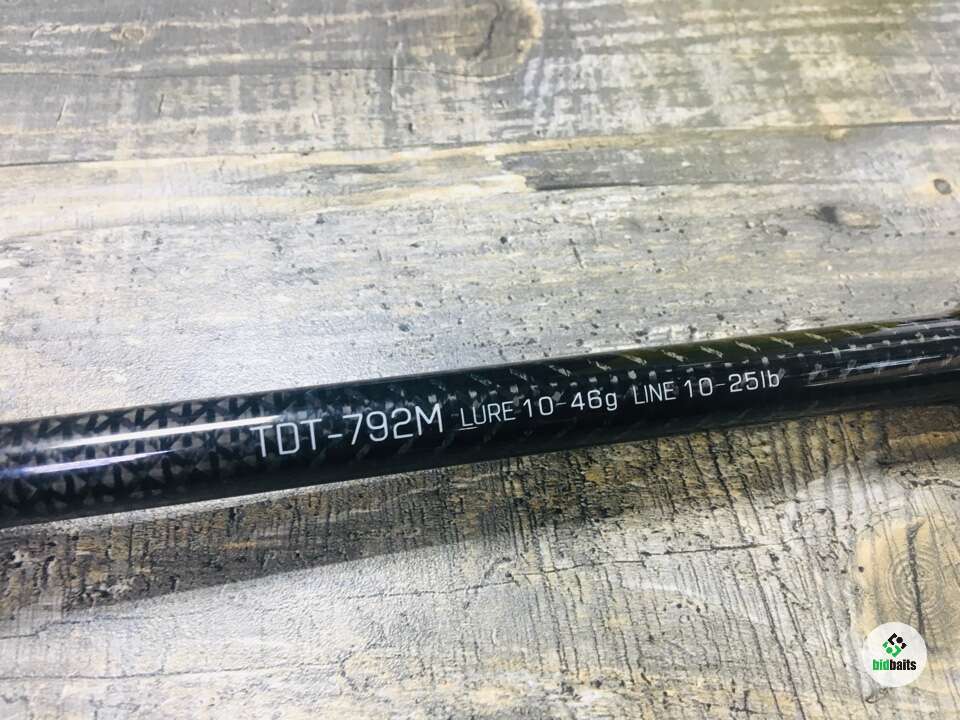 TDT-792M LURE 10-46g LINE 10-25lb
bidbaits